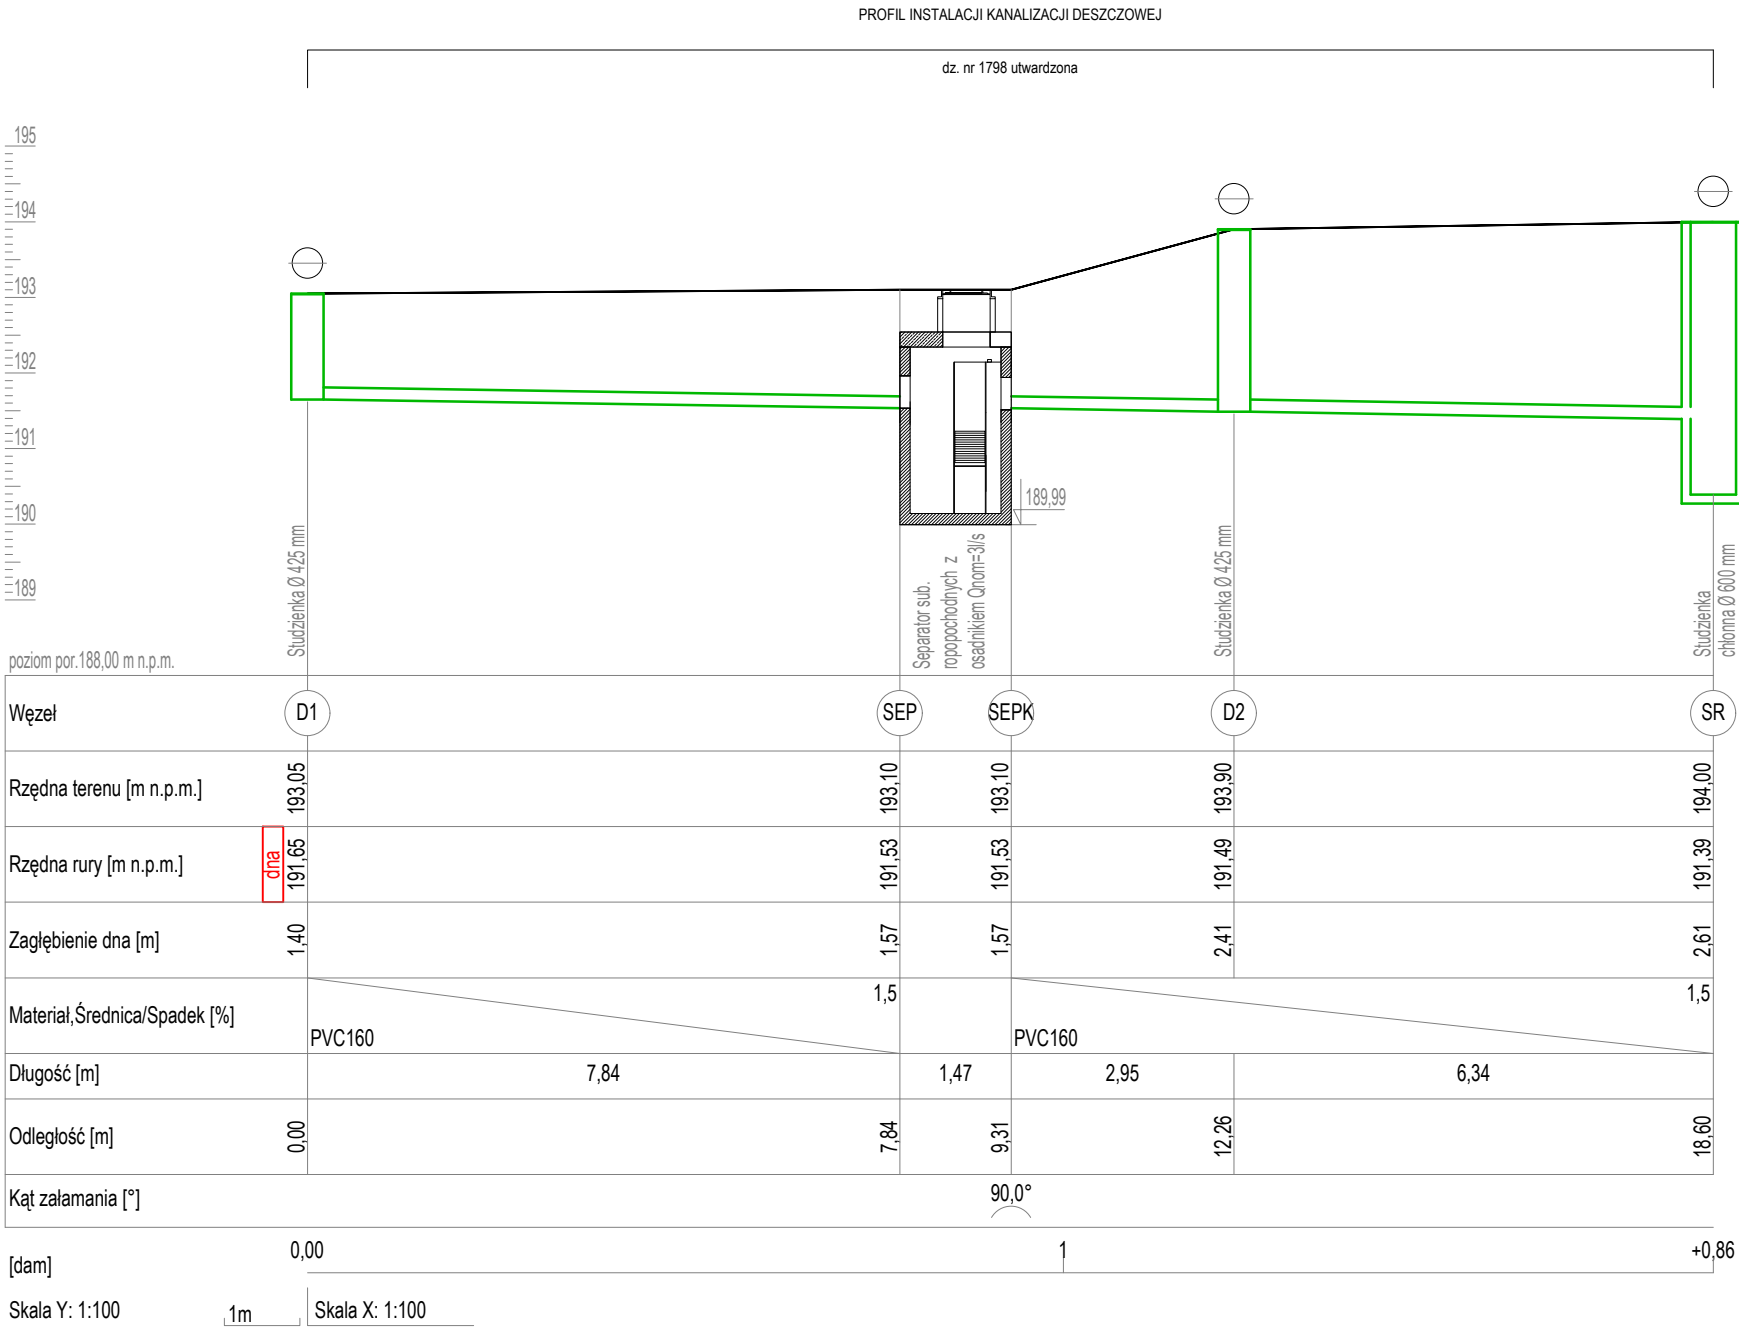 PROFIL INSTALACJI KANALIZACJI DESZCZOWEJ
dz. nr 1798 utwardzona
195
194
193
192
191
190
189
189,99
Studzienka Ø 425 mm
Separator sub.
ropopochodnych z
osadnikiem Qnom=3l/s
Studzienka Ø 425 mm
Studzienka
chłonna Ø 600 mm
poziom por.188,00 m n.p.m.
Węzeł D1 SEP SEPK D2 SR
Rzędna terenu [m n.p.m.] 193,05 193,10 193,10 193,90 194,00
Rzędna rury [m n.p.m.] dna 191,65 191,53 191,53 191,49 191,39
Zagłębienie dna [m] 1,40 1,57 1,57 2,41 2,61
Materiał,Średnica/Spadek [%] PVC160 1,5 PVC160 1,5
Długość [m] 7,84 1,47 2,95 6,34
Odległość [m] 0,00 7,84 9,31 12,26 18,60
Kąt załamania [°] 90,0°
[dam] 0,00 1 +0,86
Skala Y: 1:100 1m Skala X: 1:100